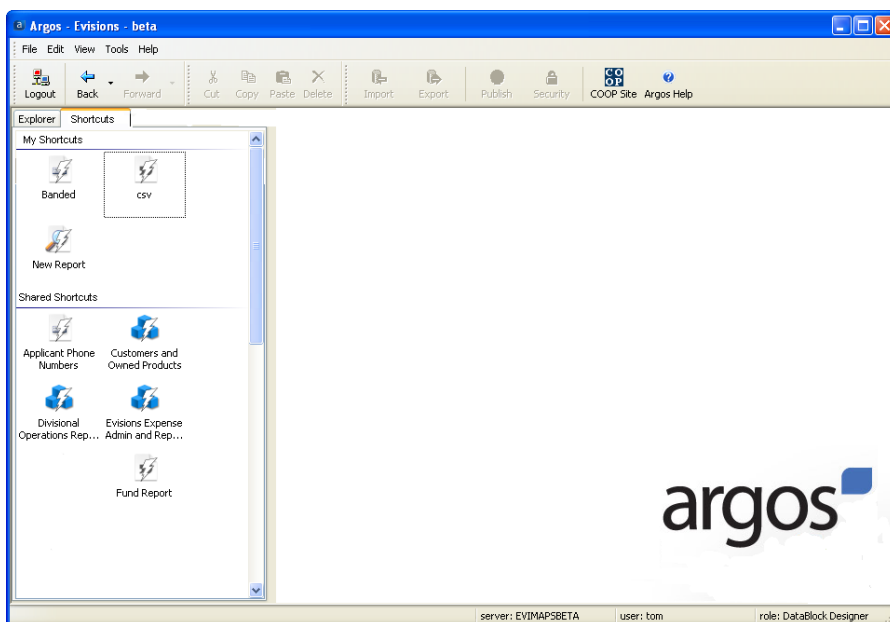 Argos - Evisions - beta
File Edit View Tools Help
Logout Back Forward Cut Copy Paste Delete Import Export Publish Security COOP Site Argos Help
CO
OP
Explorer Shortcuts
My Shortcuts
Banded csv
New Report
Shared Shortcuts
Applicant Phone Customers and
Numbers Owned Products
Divisional Evisions Expense
Operations Rep... Admin and Rep...
Fund Report
argos
server: EVIMAPSBETA user: tom role: DataBlock Designer